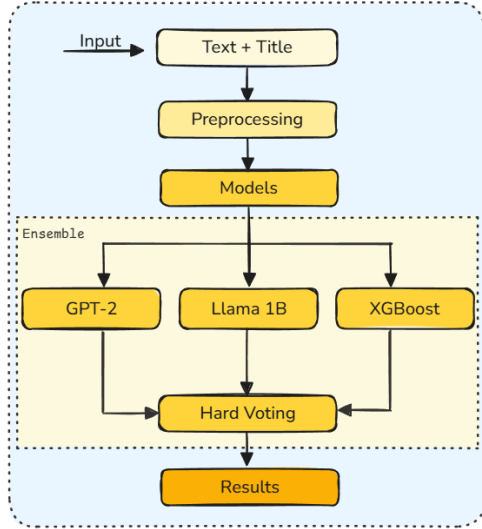 Input
Text + Title
Preprocessing
Models
Ensemble
GPT-2
Llama 1B
XGBoost
Hard Voting
Results